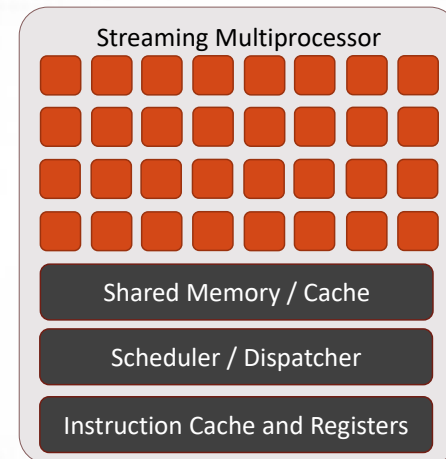 Streaming Multiprocessor
Shared Memory / Cache
Scheduler / Dispatcher
Instruction Cache and Registers